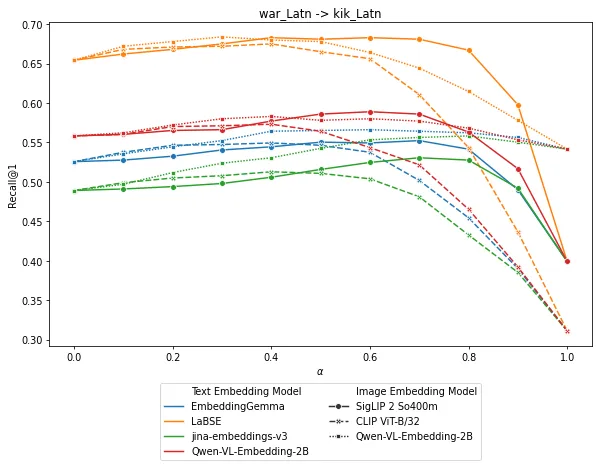 war_Latn -> kik_Latn
0.70
0.65
0.60
0.55
0.50
0.45
0.40
0.35
0.30
Recall@1
0.0 0.2 0.4 0.6 0.8 1.0
α
Text Embedding Model Image Embedding Model
EmbeddingGemma SigLIP 2 So400m
LaBSE CLIP ViT-B/32
jina-embeddings-v3 Qwen-VL-Embedding-2B
Qwen-VL-Embedding-2B